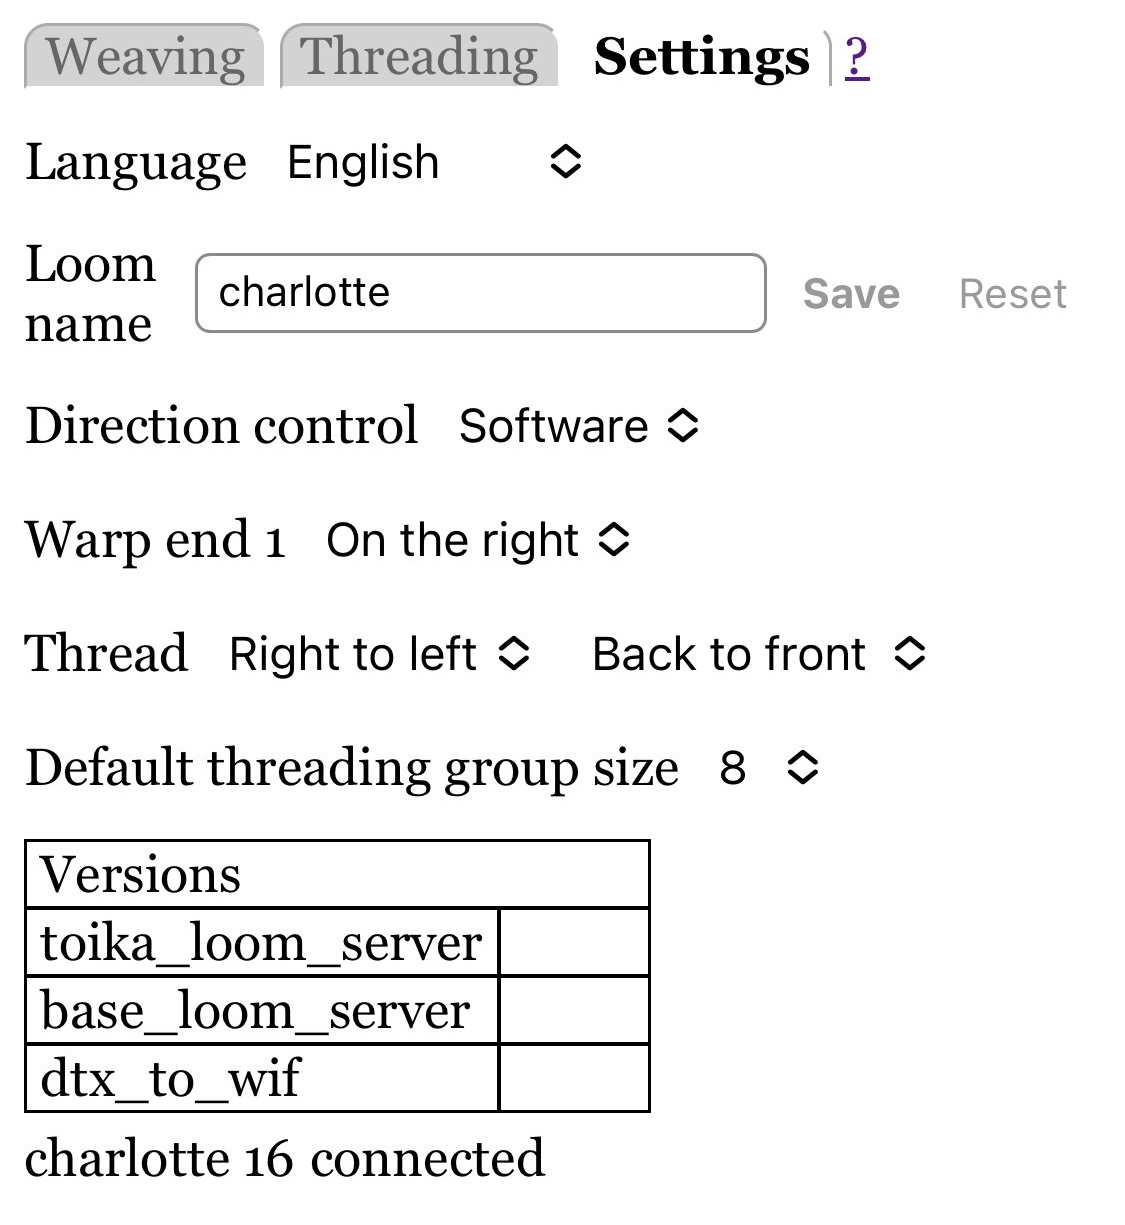 Weaving Threading Settings ?
Language English
Loom name charlotte Save Reset
Direction control Software
Warp end 1 On the right
Thread Right to left Back to front
Default threading group size 8
Versions
toika_loom_server
base_loom_server
dtx_to_wif
charlotte 16 connected